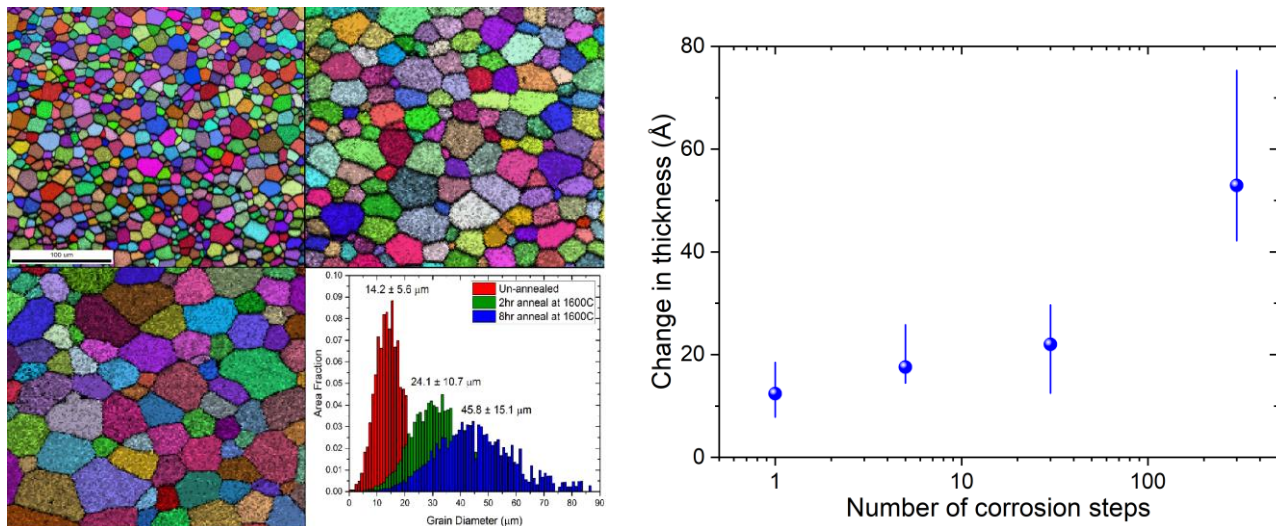 100 um
0.10
0.09
0.08
0.07
0.06
0.05
0.04
0.03
0.02
0.01
0.00
Area Fraction
14.2 ± 5.6 μm
24.1 ± 10.7 μm
45.8 ± 15.1 μm
Un-annealed
2hr anneal at 1600C
8hr anneal at 1600C
0 10 20 30 40 50 60 70 80 90
Grain Diameter (μm)
80
60
40
20
0
Change in thickness (Å)
1 10 100
Number of corrosion steps